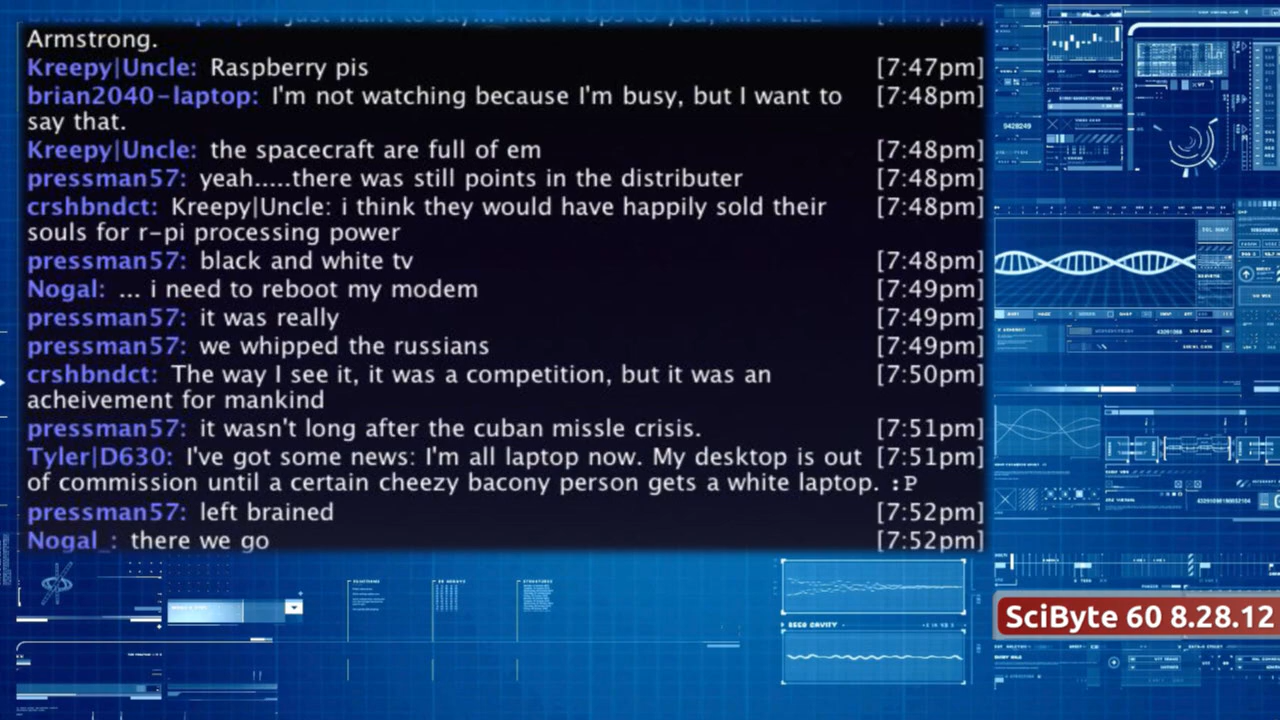 Armstrong.
Kreepy|Uncle: Raspberry pis [7:47pm]
brian2040-laptop: I'm not watching because I'm busy, but I want to [7:48pm]
say that.
Kreepy|Uncle: the spacecraft are full of em [7:48pm]
pressman57: yeah.....there was still points in the distributer [7:48pm]
crshbndct: Kreepy|Uncle: i think they would have happily sold their [7:48pm]
souls for r-pi processing power
pressman57: black and white tv [7:48pm]
Nogal: ... i need to reboot my modem [7:49pm]
pressman57: it was really [7:49pm]
pressman57: we whipped the russians [7:49pm]
crshbndct: The way I see it, it was a competition, but it was an [7:50pm]
acheivement for mankind
pressman57: it wasn't long after the cuban missle crisis. [7:51pm]
Tyler|D630: I've got some news: I'm all laptop now. My desktop is out [7:51pm]
of commission until a certain cheezy bacony person gets a white laptop. :P
pressman57: left brained [7:52pm]
Nogal_: there we go [7:52pm]
9428249
SciByte 60 8.28.12